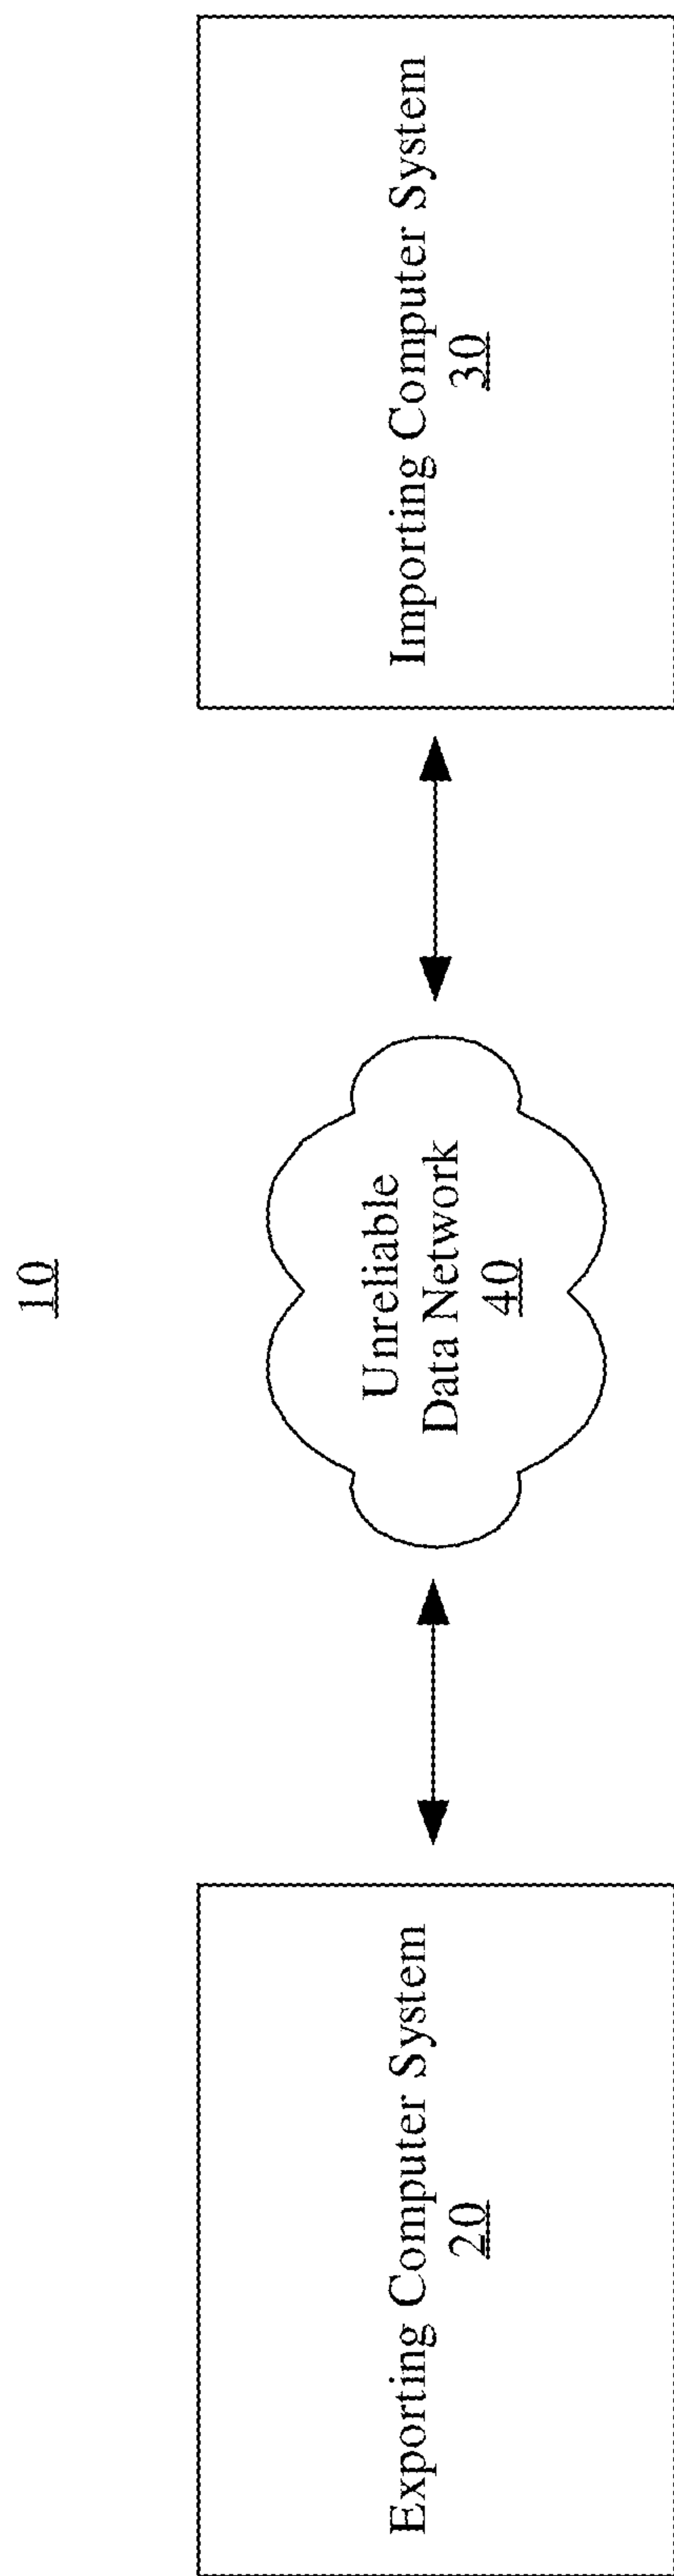 10
Exporting Computer System
20
Unreliable
Data Network
40
Importing Computer System
30